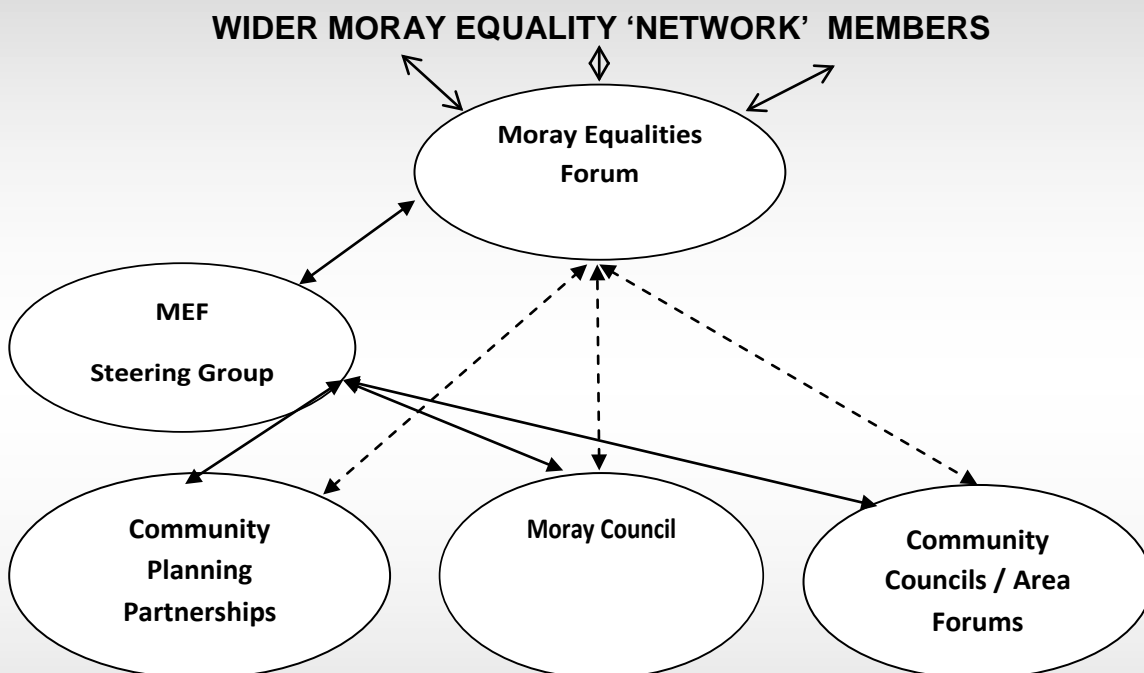 WIDER MORAY EQUALITY ‘NETWORK’ MEMBERS
Moray Equalities
Forum
MEF
Steering Group
Community
Planning
Partnerships
Moray Council
Community
Councils / Area
Forums